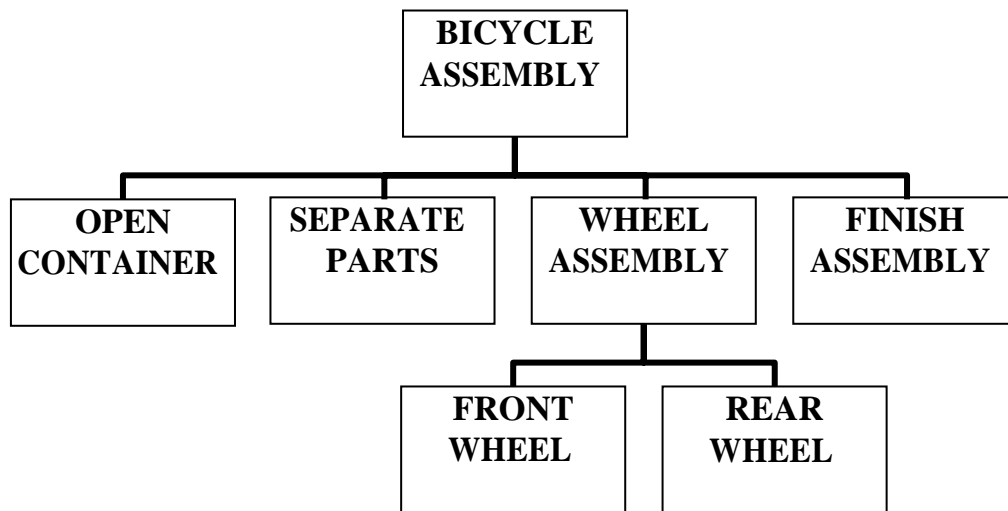 BICYCLE
ASSEMBLY
OPEN
CONTAINER
SEPARATE
PARTS
WHEEL
ASSEMBLY
FINISH
ASSEMBLY
FRONT
WHEEL
REAR
WHEEL